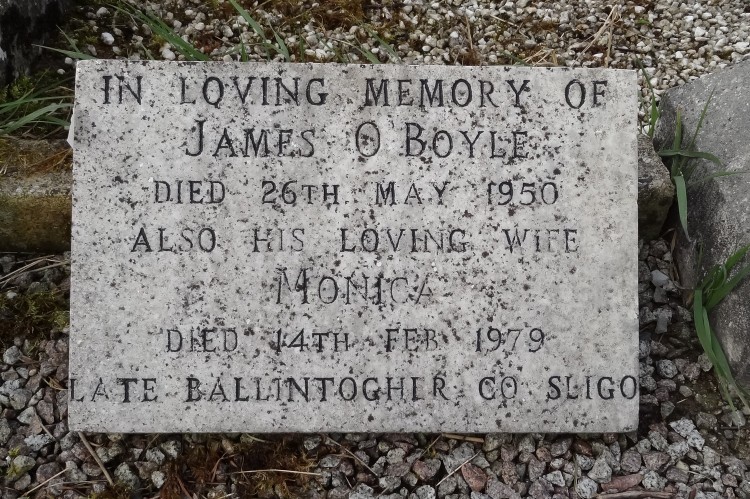 IN LOVING MEMORY OF
JAMES O'BOYLE
DIED 26TH MAY 1950
ALSO HIS LOVING WIFE
MONICA
DIED 14TH FEB 1979
LATE BALLINTOGHER CO SLIGO